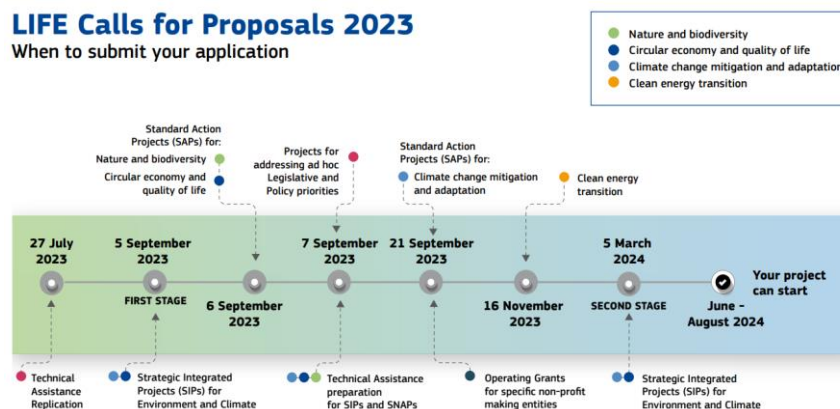 LIFE Calls for Proposals 2023
When to submit your application
Nature and biodiversity
Circular economy and quality of life
Climate change mitigation and adaptation
Clean energy transition
Standard Action
Projects (SAPs) for:
Nature and biodiversity
Circular economy and
quality of life
Projects for
addressing ad hoc
Legislative and
Policy priorities
Standard Action
Projects (SAPs) for:
Climate change mitigation
and adaptation
Clean energy
transition
27 July
2023
5 September
2023
FIRST STAGE
6 September
2023
7 September
2023
21 September
2023
16 November
2023
5 March
2024
SECOND STAGE
June –
August 2024
Your project
can start
Technical
Assistance
Replication
Strategic Integrated
Projects (SIPs) for
Environment and Climate
Technical Assistance
preparation
for SIPs and SNAPs
Operating Grants
for specific non-profit
making entities
Strategic Integrated
Projects (SIPs) for
Environment and Climate